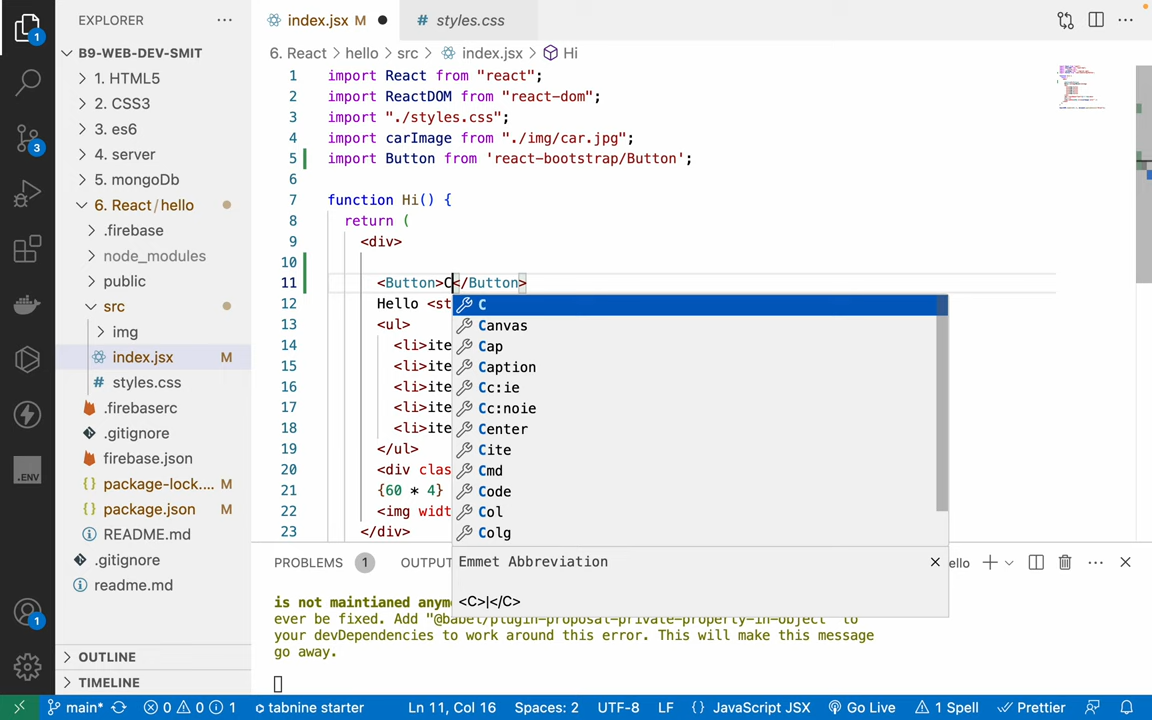 EXPLORER
index.jsx M
# styles.css
B9-WEB-DEV-SMIT
6. React > hello > src > index.jsx > Hi
1. HTML5
2. CSS3
3. es6
4. server
5. mongoDb
6. React / hello
.firebase
node_modules
public
src
img
index.jsx M
# styles.css
.firebaserc
.gitignore
firebase.json
package-lock.... M
package.json M
README.md
.gitignore
readme.md
OUTLINE
TIMELINE
1 import React from "react";
2 import ReactDOM from "react-dom";
3 import "./styles.css";
4 import carImage from "./img/car.jpg";
5 import Button from 'react-bootstrap/Button';
6
7 function Hi() {
8 return (
9 <div>
10
11 <Button>C</Button>
12 Hello <st
13 <ul>
14 <li>ite
15 <li>ite
16 <li>ite
17 <li>ite
18 <li>ite
19 </ul>
20 <div clas
21 {60 * 4}
22 <img widt
23 </div>
C
Canvas
Cap
Caption
Cc:ie
Cc:noie
Center
Cite
Cmd
Code
Col
Colg
Emmet Abbreviation
<C>|</C>
PROBLEMS 1 OUTPUT ello
is not maintianed anym
ever be fixed. Add "@babel/plugin-proposal-private-property-in-object" to
your devDependencies to work around this error. This will make this message
go away.
1
3
.ENV
1
main* 0 0 1 tabnine starter Ln 11, Col 16 Spaces: 2 UTF-8 LF {} JavaScript JSX Go Live 1 Spell Prettier